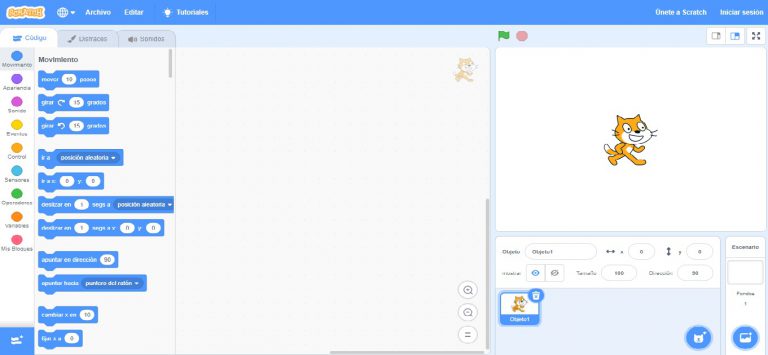 SCRATCH
Archivo
Editar
Tutoriales
Únete a Scratch
Iniciar sesión
Código
Disfraces
Sonidos
Movimiento
Apariencia
Sonido
Eventos
Control
Sensores
Operadores
Variables
Mis Bloques
Movimiento
mover 10 pasos
girar 15 grados
girar 15 grados
ir a posición aleatoria
ir a x: 0 y: 0
deslizar en 1 segs a posición aleatoria
deslizar en 1 segs a x: 0 y: 0
apuntar en dirección 90
apuntar hacia puntero del ratón
cambiar x en 10
fijar x a 0
Objeto Objeto1 x 0 y 0
mostrar Tamaño 100 Dirección 90
Objeto1
Escenario
Fondos
1